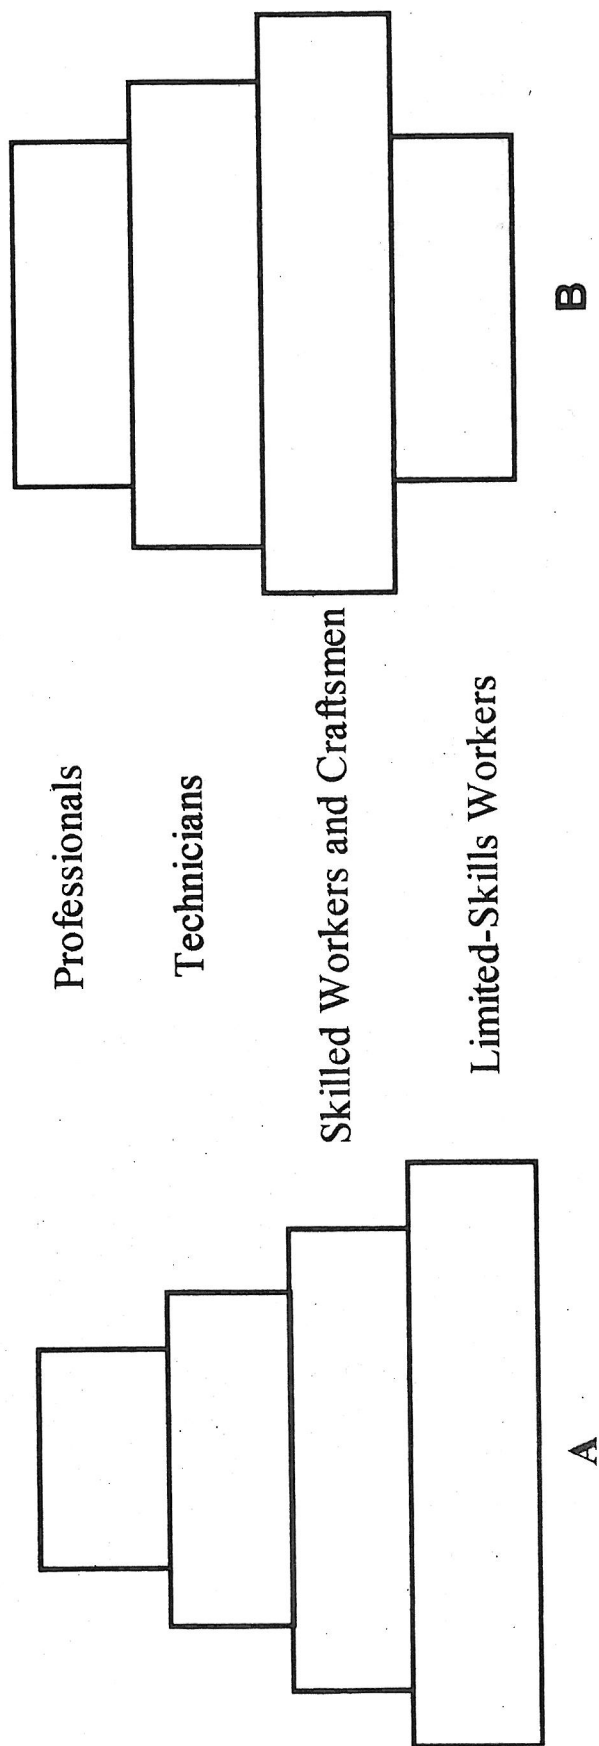 Professionals
Technicians
Skilled Workers and Craftsmen
Limited-Skills Workers
A
B